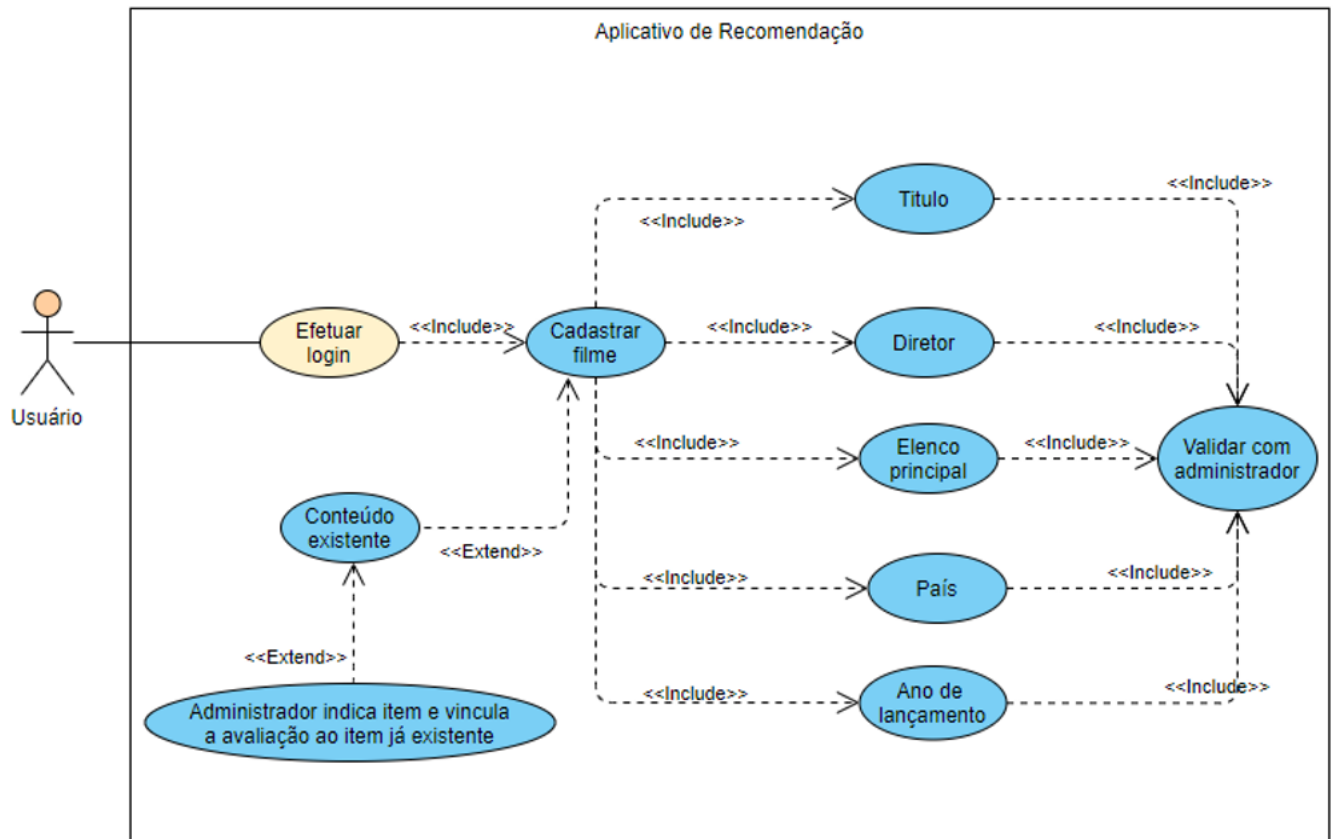 Aplicativo de Recomendação
<<Include>>
Titulo
<<Include>>
Efetuar
login
<<Include>>
Cadastrar
filme
<<Include>>
Diretor
<<Include>>
Usuário
<<Include>>
Elenco
principal
<<Include>>
Validar com
administrador
Conteúdo
existente
<<Extend>>
<<Include>>
País
<<Include>>
<<Extend>>
Administrador indica item e vincula
a avaliação ao item já existente
<<Include>>
Ano de
lançamento
<<Include>>